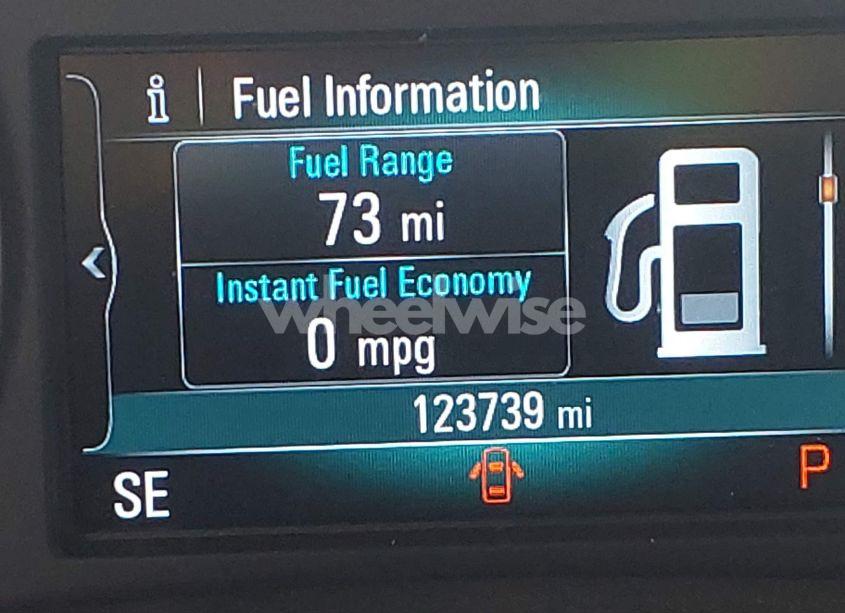 i | Fuel Information
Fuel Range
73 mi
Instant Fuel Economy
wheelwise
0 mpg
123739 mi
SE
P